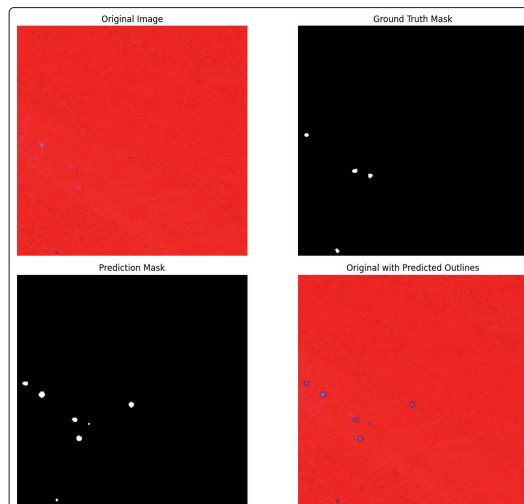 Original Image
Ground Truth Mask
Prediction Mask
Original with Predicted Outlines